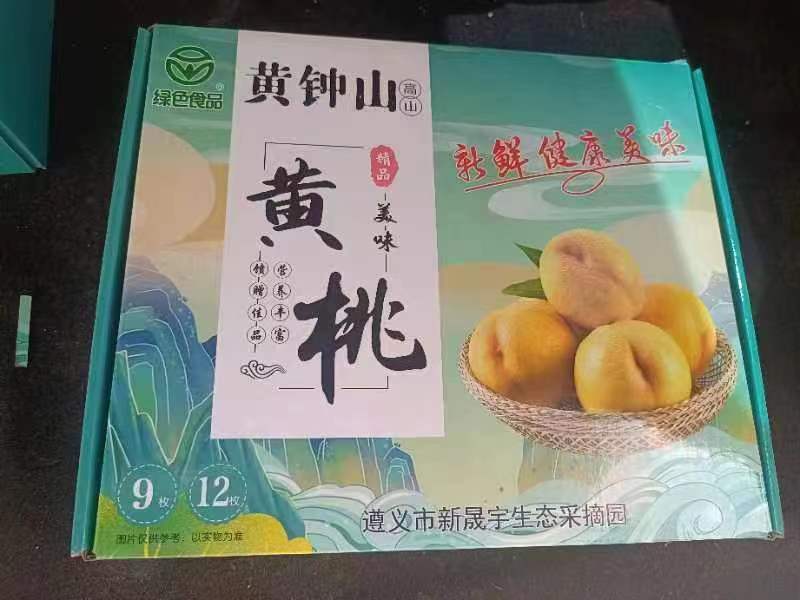 绿色食品®
黄钟山
高山
精品
美味
黄桃
营养丰富
馈赠佳品
新鲜健康美味
9枚
12枚
遵义市新晟宇生态采摘园
图片仅供参考,以实物为准